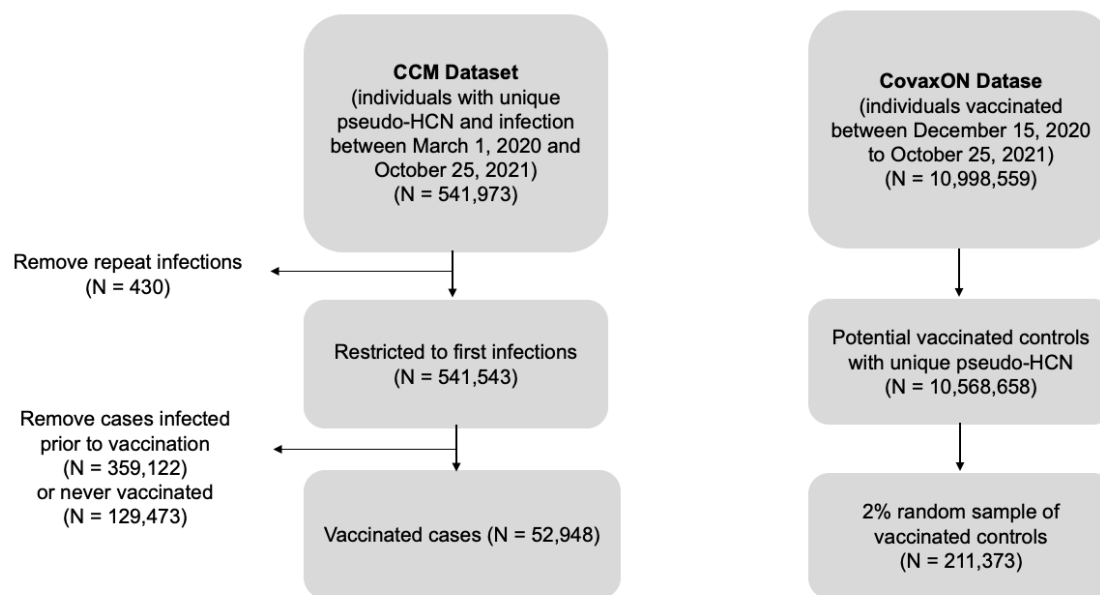 CCM Dataset
(individuals with unique
pseudo-HCN and infection
between March 1, 2020 and
October 25, 2021)
(N = 541,973)
Remove repeat infections
(N = 430)
Restricted to first infections
(N = 541,543)
Remove cases infected
prior to vaccination
(N = 359,122)
or never vaccinated
(N = 129,473)
Vaccinated cases (N = 52,948)
CovaxON Datase
(individuals vaccinated
between December 15, 2020
to October 25, 2021)
(N = 10,998,559)
Potential vaccinated controls
with unique pseudo-HCN
(N = 10,568,658)
2% random sample of
vaccinated controls
(N = 211,373)